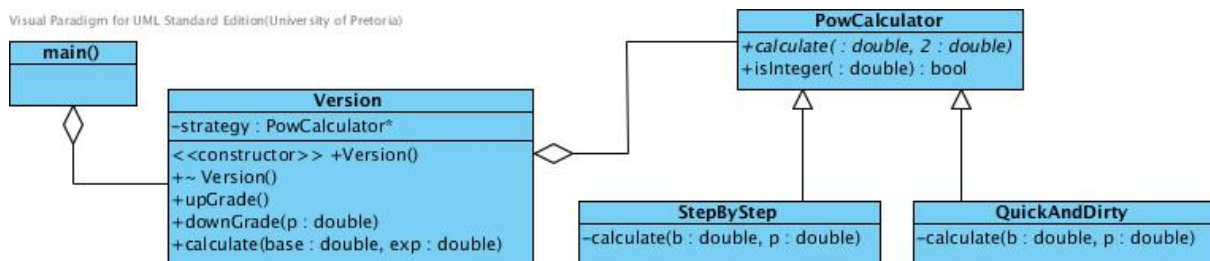 Visual Paradigm for UML Standard Edition(University of Pretoria)
main()
Version
-strategy : PowCalculator*
<<constructor>> +Version()
+~ Version()
+upGrade()
+downGrade(p : double)
+calculate(base : double, exp : double)
PowCalculator
+calculate( : double, 2 : double)
+isInteger( : double) : bool
StepByStep
-calculate(b : double, p : double)
QuickAndDirty
-calculate(b : double, p : double)